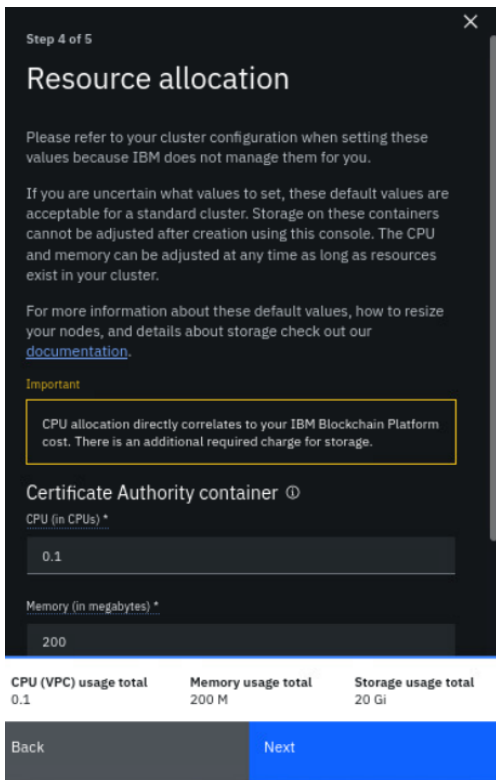 Step 4 of 5
Resource allocation
Please refer to your cluster configuration when setting these
values because IBM does not manage them for you.
If you are uncertain what values to set, these default values are
acceptable for a standard cluster. Storage on these containers
cannot be adjusted after creation using this console. The CPU
and memory can be adjusted at any time as long as resources
exist in your cluster.
For more information about these default values, how to resize
your nodes, and details about storage check out our
documentation.
Important
CPU allocation directly correlates to your IBM Blockchain Platform
cost. There is an additional required charge for storage.
Certificate Authority container
CPU (in CPUs) *
0.1
Memory (in megabytes) *
200
CPU (VPC) usage total Memory usage total Storage usage total
0.1 200 M 20 Gi
Back Next